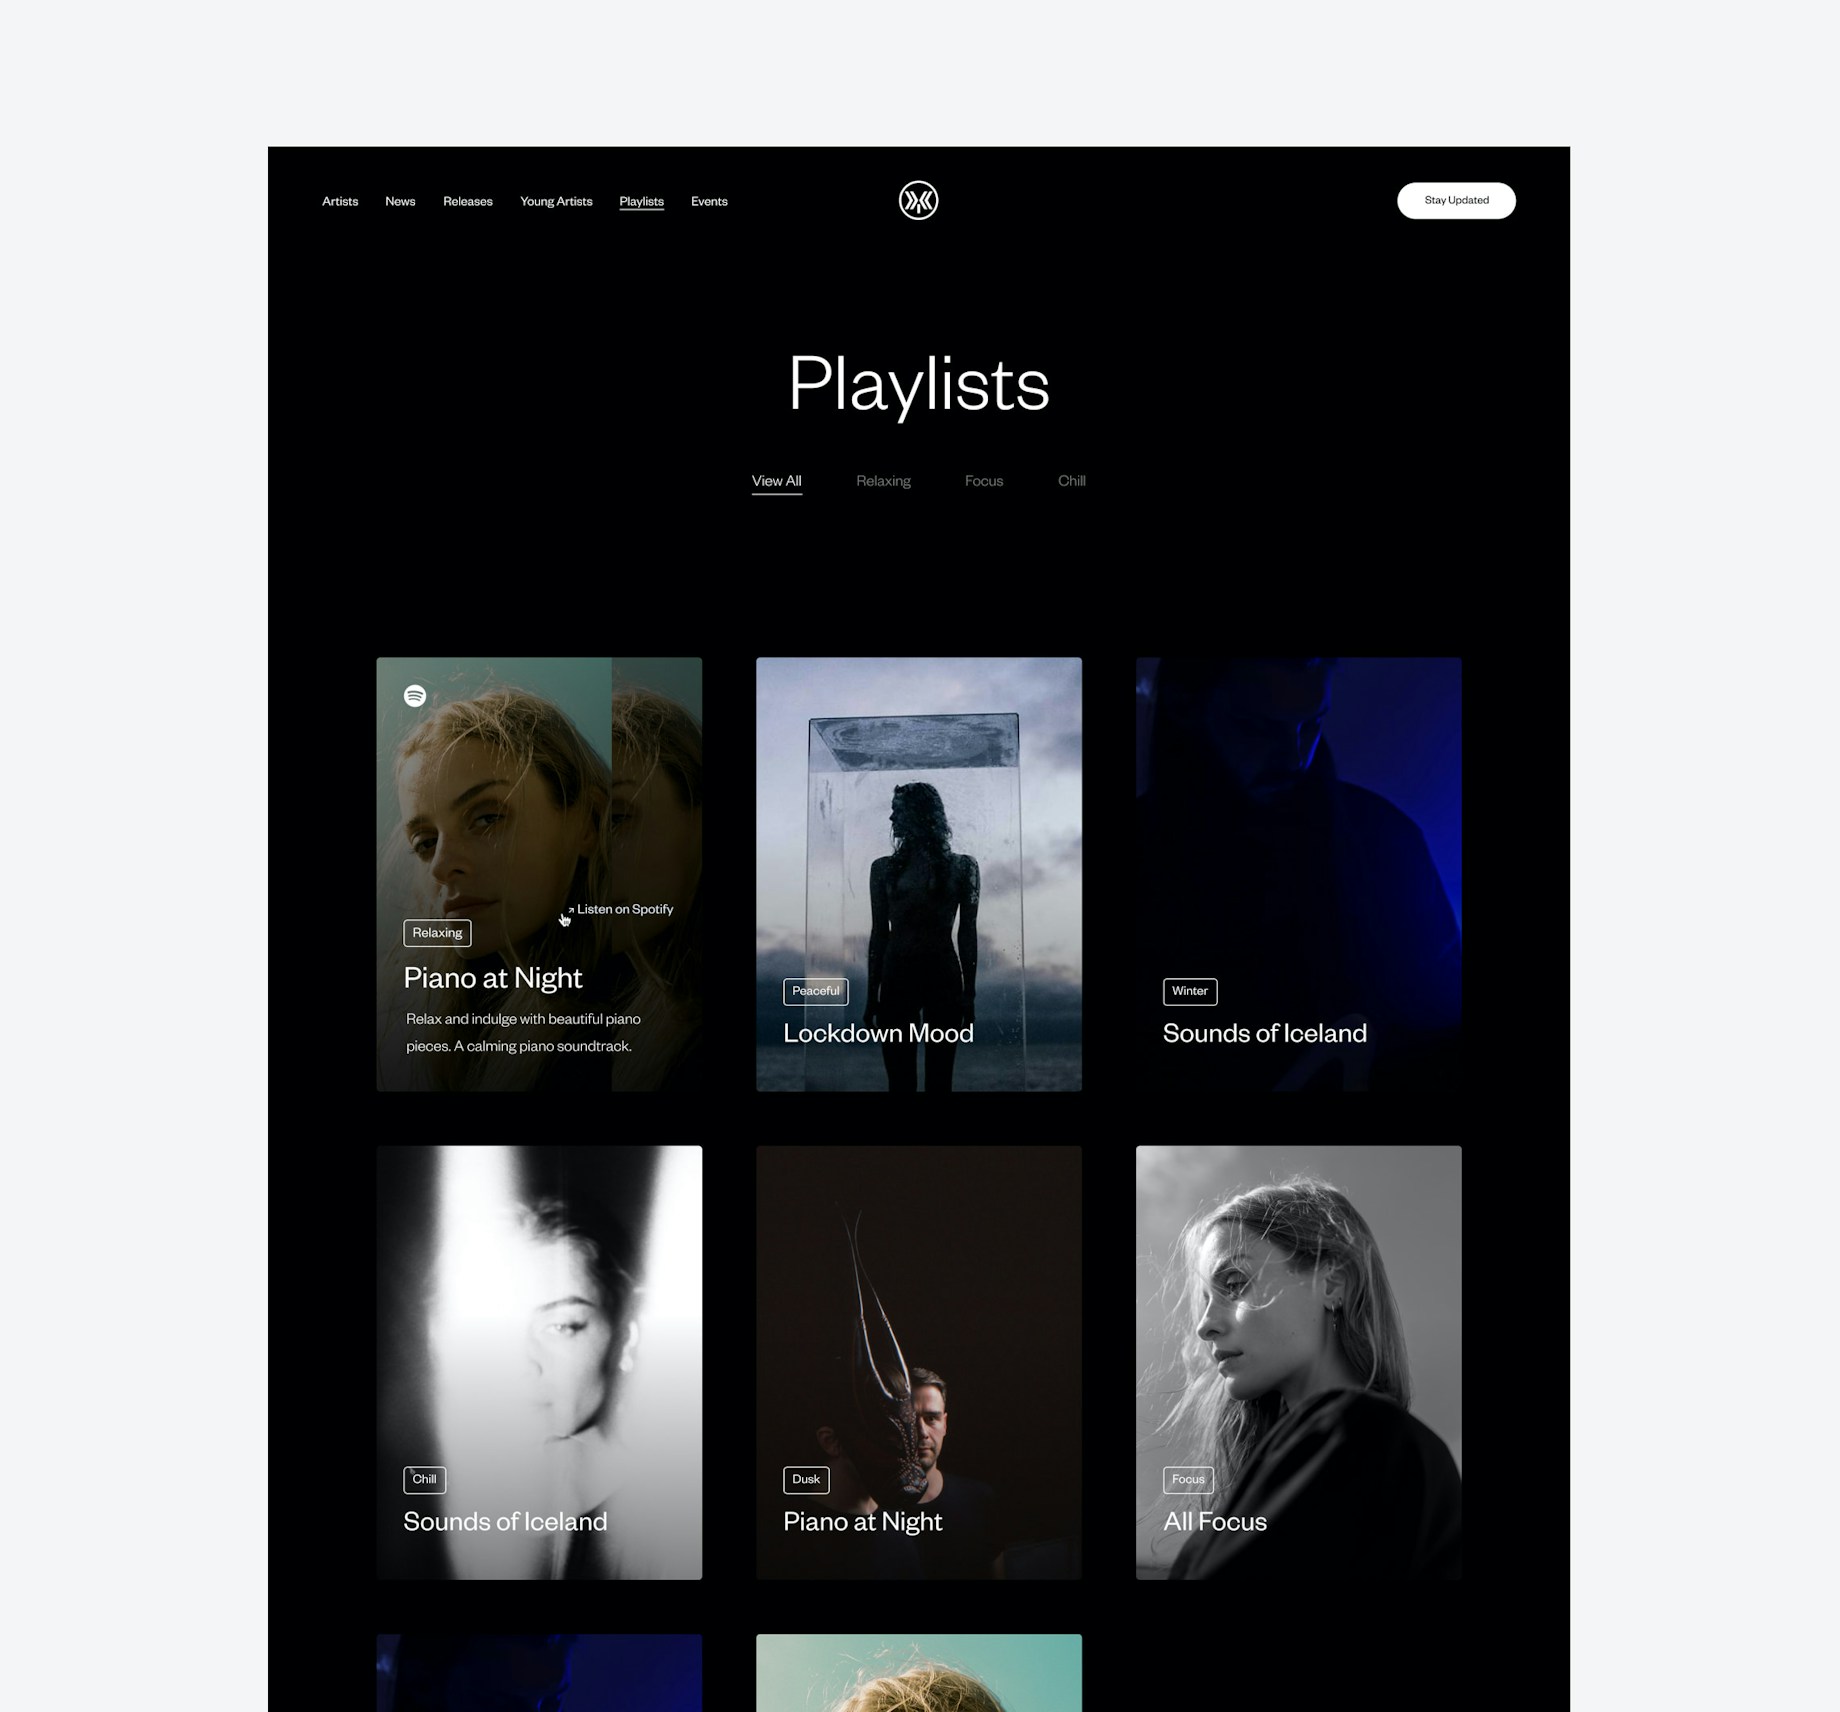 Artists News Releases Young Artists Playlists Events Stay Updated
Playlists
View All Relaxing Focus Chill
Listen on Spotify
Relaxing
Piano at Night
Relax and indulge with beautiful piano
pieces. A calming piano soundtrack.
Peaceful
Lockdown Mood
Winter
Sounds of Iceland
Chill
Sounds of Iceland
Dusk
Piano at Night
Focus
All Focus